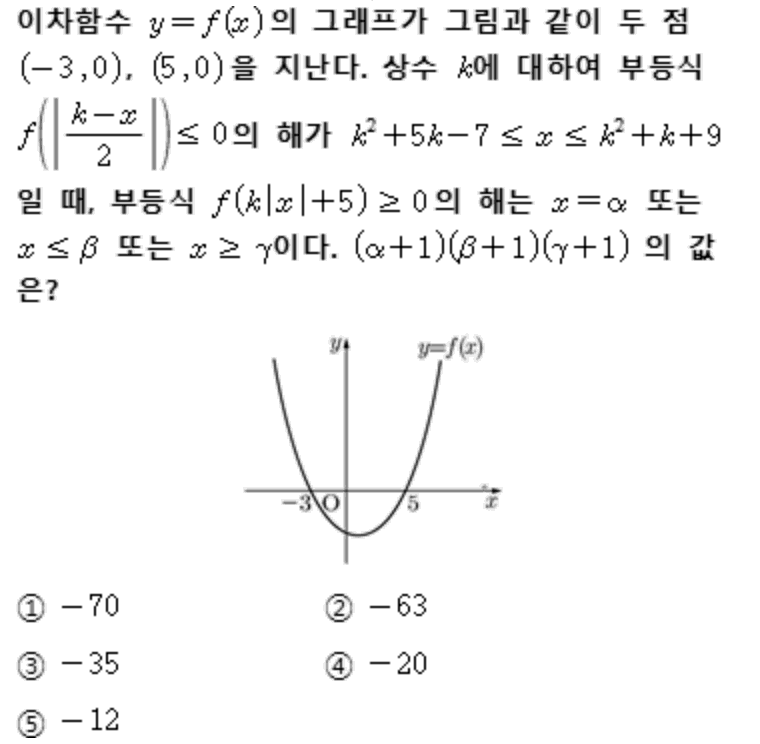 이차함수 y=f(x)의 그래프가 그림과 같이 두 점
(−3,0), (5,0)을 지난다. 상수 k에 대하여 부등식
f(|(k−x)/2|) ≤ 0의 해가 k²+5k−7 ≤ x ≤ k²+k+9
일 때, 부등식 f(k|x|+5) ≥ 0의 해는 x=α 또는
x ≤ β 또는 x ≥ γ이다. (α+1)(β+1)(γ+1) 의 값
은?
y
y=f(x)
−3
O
5
x
① −70
② −63
③ −35
④ −20
⑤ −12